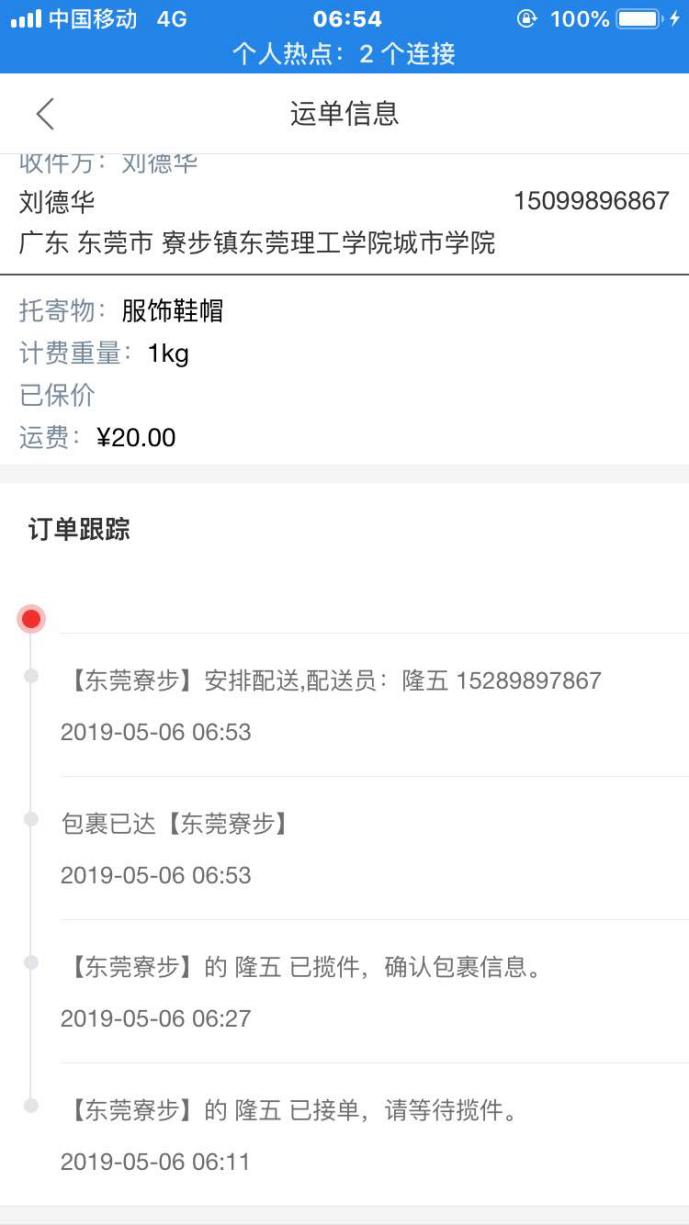 中国移动 4G 06:54 100%
个人热点：2 个连接
运单信息
收件方：刘德华
刘德华 15099896867
广东 东莞市 寮步镇东莞理工学院城市学院
托寄物：服饰鞋帽
计费重量：1kg
已保价
运费：¥20.00
订单跟踪
【东莞寮步】安排配送,配送员：隆五 15289897867
2019-05-06 06:53
包裹已达【东莞寮步】
2019-05-06 06:53
【东莞寮步】的 隆五 已揽件，确认包裹信息。
2019-05-06 06:27
【东莞寮步】的 隆五 已接单，请等待揽件。
2019-05-06 06:11